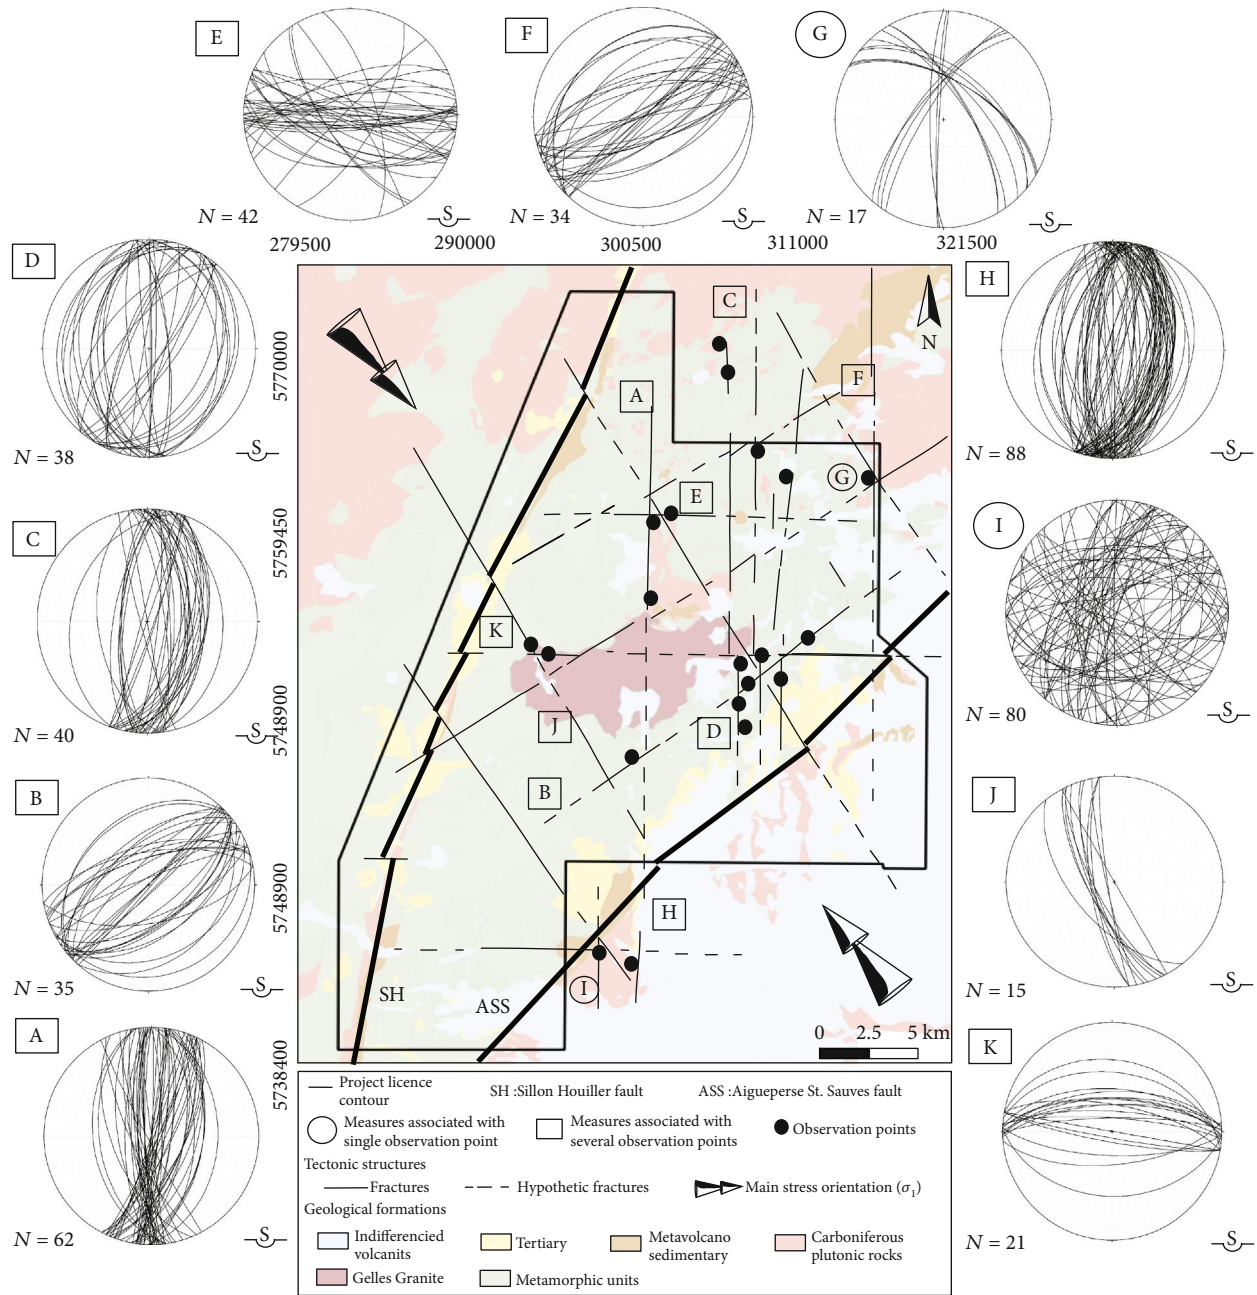 E
F
G
N = 42
S
N = 34
S
N = 17
S
279500
290000
300500
311000
321500
D
N = 38
S
C
N = 40
S
B
N = 35
S
A
N = 62
S
5770000
5759450
5748900
5748900
5738400
C
N
A
F
E
G
K
J
D
B
H
I
SH
ASS
0 2.5 5 km
H
N = 88
S
I
N = 80
S
J
N = 15
S
K
N = 21
S
Project licence
contour
SH :Sillon Houiller fault
ASS :Aigueperse St. Sauves fault
Measures associated with
single observation point
Measures associated with
several observation points
Observation points
Tectonic structures
Fractures
Hypothetic fractures
Main stress orientation (σ1)
Geological formations
Indifferencied
volcanits
Tertiary
Metavolcano
sedimentary
Carboniferous
plutonic rocks
Gelles Granite
Metamorphic units